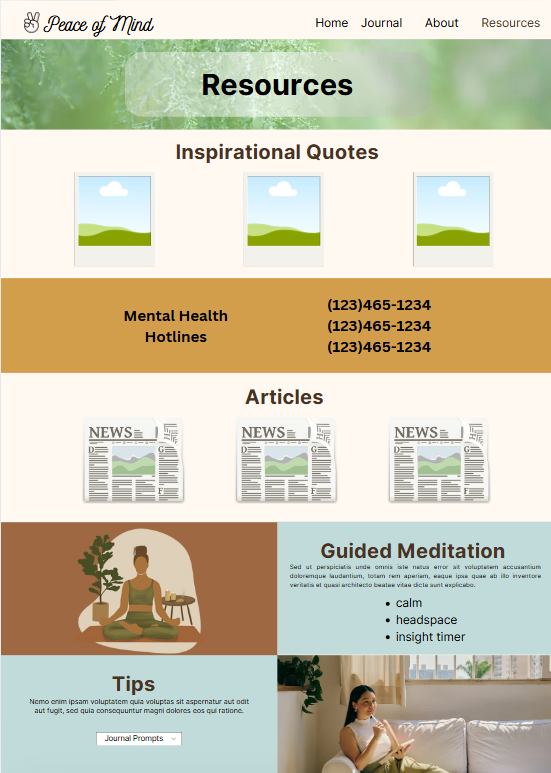 Peace of Mind
Home Journal About Resources
Resources
Inspirational Quotes
Mental Health
Hotlines
(123)465-1234
(123)465-1234
(123)465-1234
Articles
NEWS
D
G
F
NEWS
D
G
F
NEWS
D
G
F
Guided Meditation
Sed ut perspiciatis unde omnis iste natus error sit voluptatem accusantium
doloremque laudantium, totam rem aperiam, eaque ipsa quae ab illo inventore
veritatis et quasi architecto beatae vitae dicta sunt explicabo.
• calm
• headspace
• insight timer
Tips
Nemo enim ipsam voluptatem quia voluptas sit aspernatur aut odit
aut fugit, sed quia consequuntur magni dolores eos qui ratione.
Journal Prompts